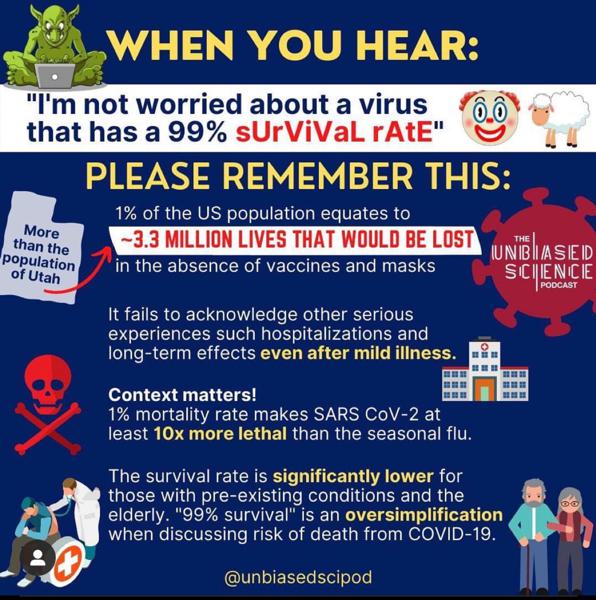 WHEN YOU HEAR:
"I'm not worried about a virus
that has a 99% sUrViVaL rAtE"
PLEASE REMEMBER THIS:
1% of the US population equates to
~3.3 MILLION LIVES THAT WOULD BE LOST
in the absence of vaccines and masks
More
than the
population
of Utah
THE
UNBIASED
SCIENCE
PODCAST
It fails to acknowledge other serious
experiences such hospitalizations and
long-term effects even after mild illness.
Context matters!
1% mortality rate makes SARS CoV-2 at
least 10x more lethal than the seasonal flu.
The survival rate is significantly lower for
those with pre-existing conditions and the
elderly. "99% survival" is an oversimplification
when discussing risk of death from COVID-19.
@unbiasedscipod